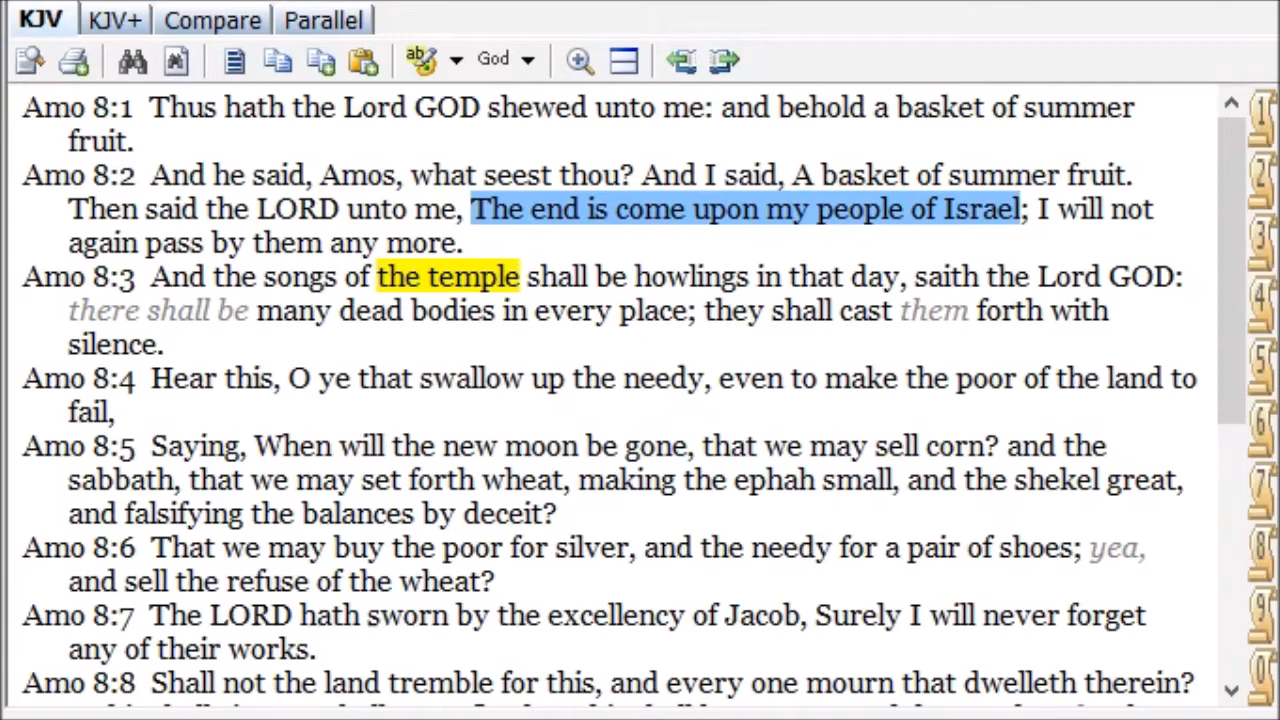 KJV KJV+ Compare Parallel
God
Amo 8:1 Thus hath the Lord GOD shewed unto me: and behold a basket of summer
fruit.
Amo 8:2 And he said, Amos, what seest thou? And I said, A basket of summer fruit.
Then said the LORD unto me, The end is come upon my people of Israel; I will not
again pass by them any more.
Amo 8:3 And the songs of the temple shall be howlings in that day, saith the Lord GOD:
there shall be many dead bodies in every place; they shall cast them forth with
silence.
Amo 8:4 Hear this, O ye that swallow up the needy, even to make the poor of the land to
fail,
Amo 8:5 Saying, When will the new moon be gone, that we may sell corn? and the
sabbath, that we may set forth wheat, making the ephah small, and the shekel great,
and falsifying the balances by deceit?
Amo 8:6 That we may buy the poor for silver, and the needy for a pair of shoes; yea,
and sell the refuse of the wheat?
Amo 8:7 The LORD hath sworn by the excellency of Jacob, Surely I will never forget
any of their works.
Amo 8:8 Shall not the land tremble for this, and every one mourn that dwelleth therein?
1
2
3
4
5
6
7
8
9